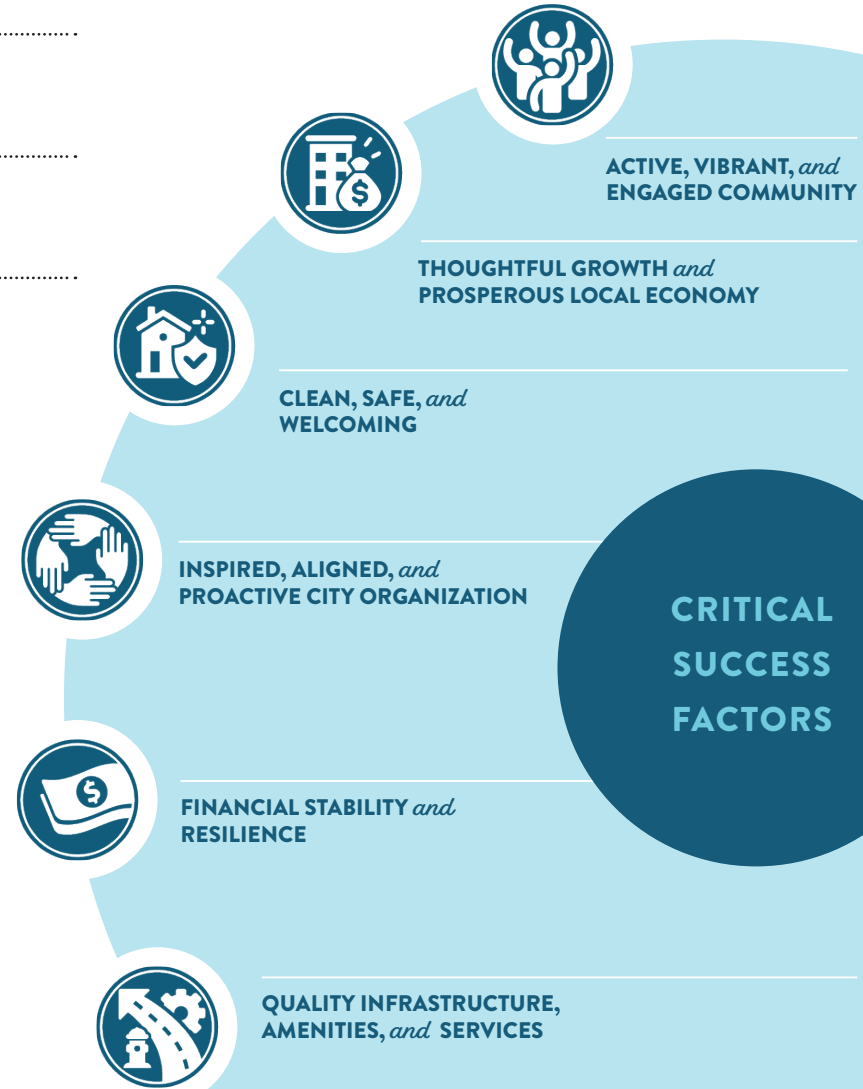 ACTIVE, VIBRANT, and
ENGAGED COMMUNITY
THOUGHTFUL GROWTH and
PROSPEROUS LOCAL ECONOMY
CLEAN, SAFE, and
WELCOMING
INSPIRED, ALIGNED, and
PROACTIVE CITY ORGANIZATION
CRITICAL
SUCCESS
FACTORS
FINANCIAL STABILITY and
RESILIENCE
QUALITY INFRASTRUCTURE,
AMENITIES, and SERVICES